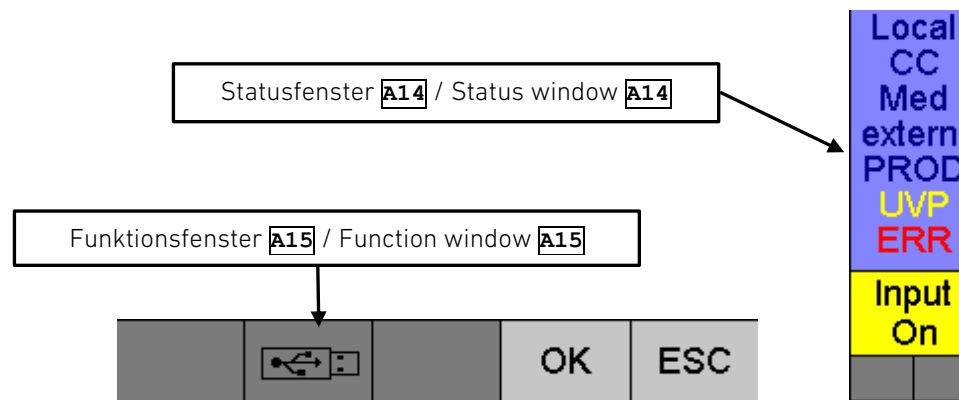 Statusfenster A14 / Status window A14
Funktionsfenster A15 / Function window A15
OK ESC
Local
CC
Med
extern
PROD
UVP
ERR
Input
On